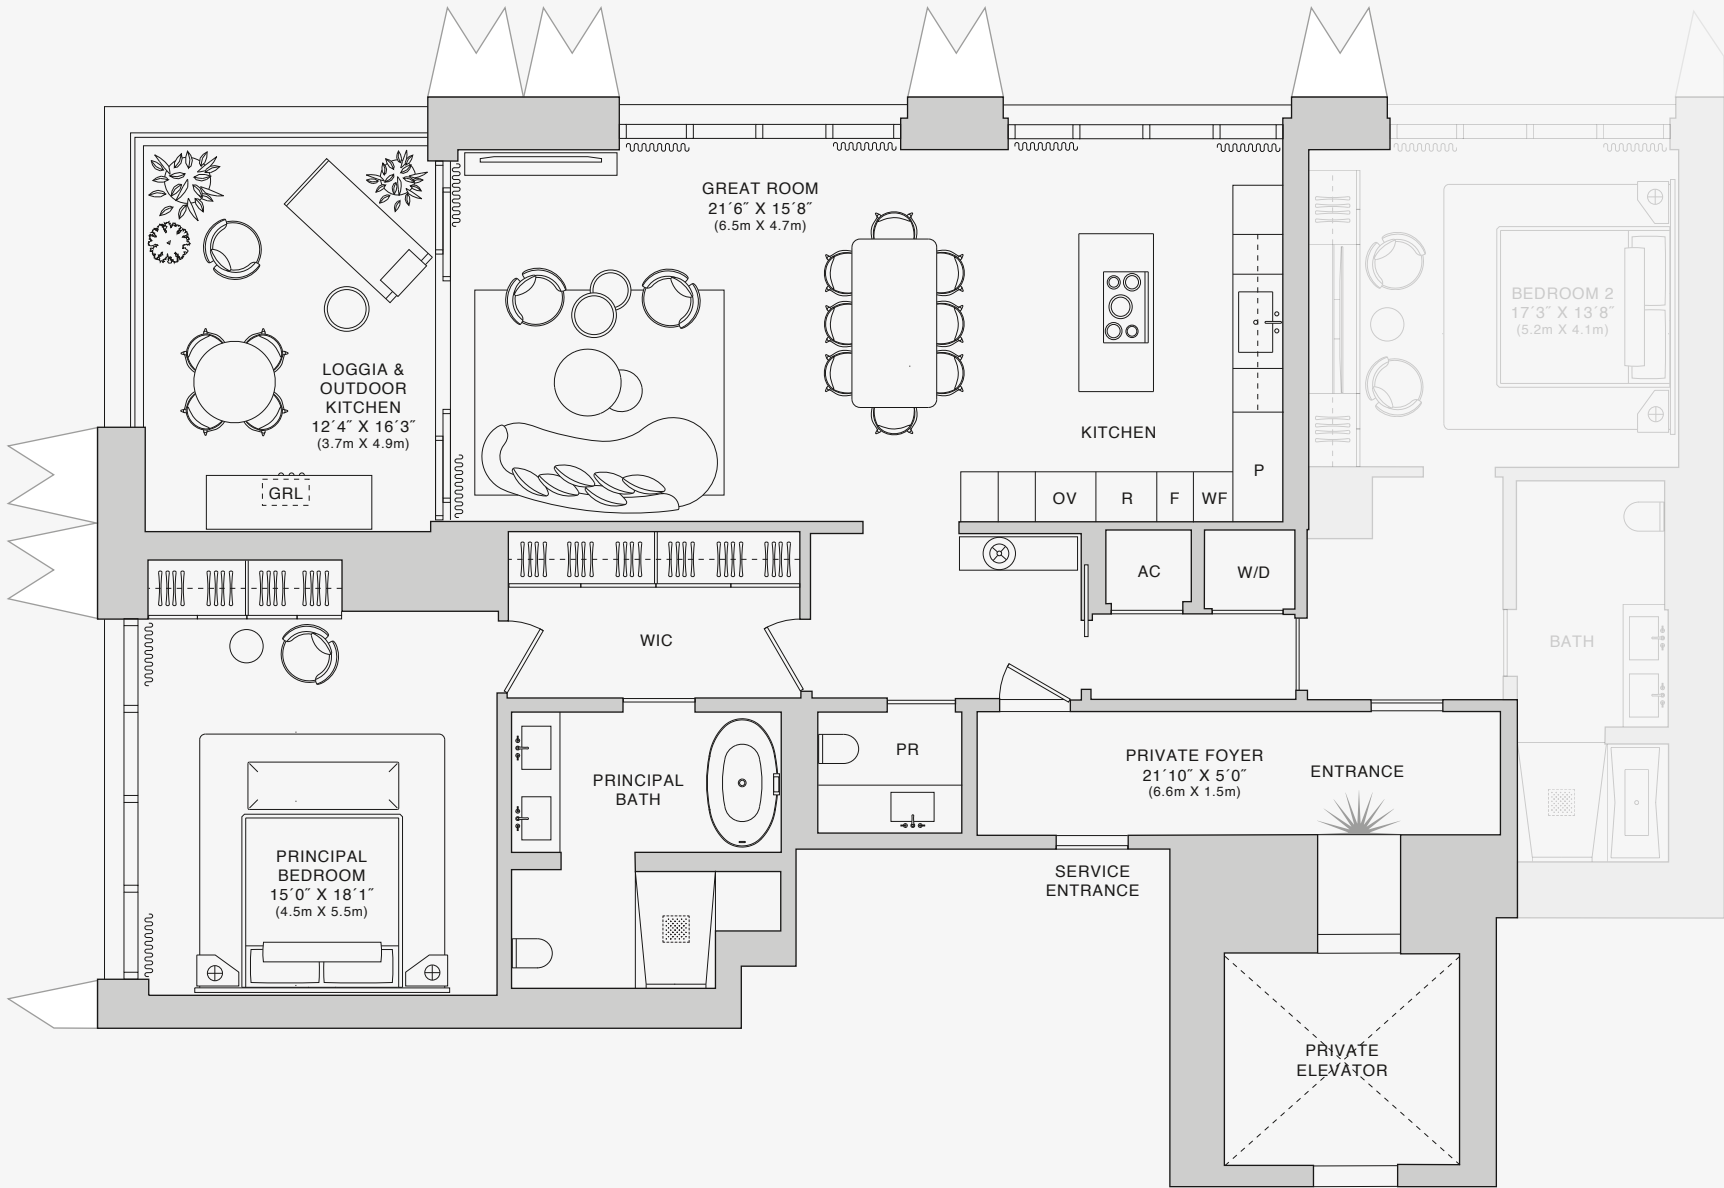 GREAT ROOM
21´6˝ X 15´8˝
(6.5m X 4.7m)
LOGGIA &
OUTDOOR
KITCHEN
12´4˝ X 16´3˝
(3.7m X 4.9m)
GRL
KITCHEN
OV
R
F
WF
P
BEDROOM 2
17´3˝ X 13´8˝
(5.2m X 4.1m)
AC
W/D
WIC
BATH
PR
PRINCIPAL
BATH
PRIVATE FOYER
21´10˝ X 5´0˝
(6.6m X 1.5m)
ENTRANCE
PRINCIPAL
BEDROOM
15´0˝ X 18´1˝
(4.5m X 5.5m)
SERVICE
ENTRANCE
PRIVATE
ELEVATOR